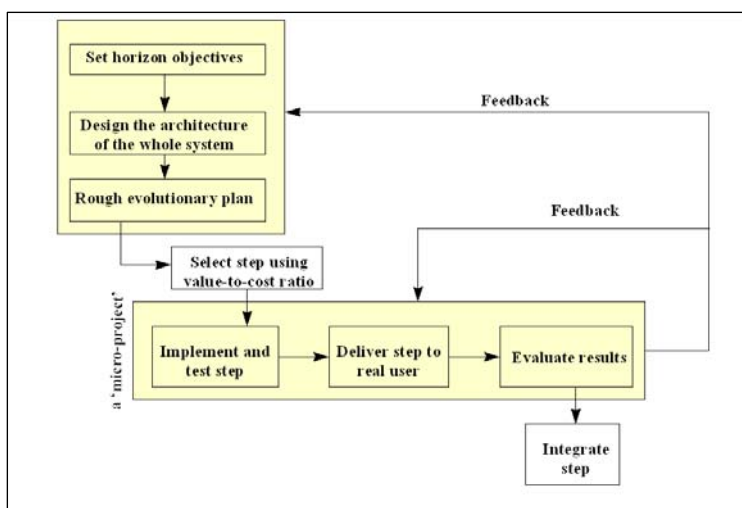 Set horizon objectives
Design the architecture
of the whole system
Rough evolutionary plan
Feedback
Feedback
Select step using
value-to-cost ratio
a ‘micro-project’
Implement and
test step
Deliver step to
real user
Evaluate results
Integrate
step